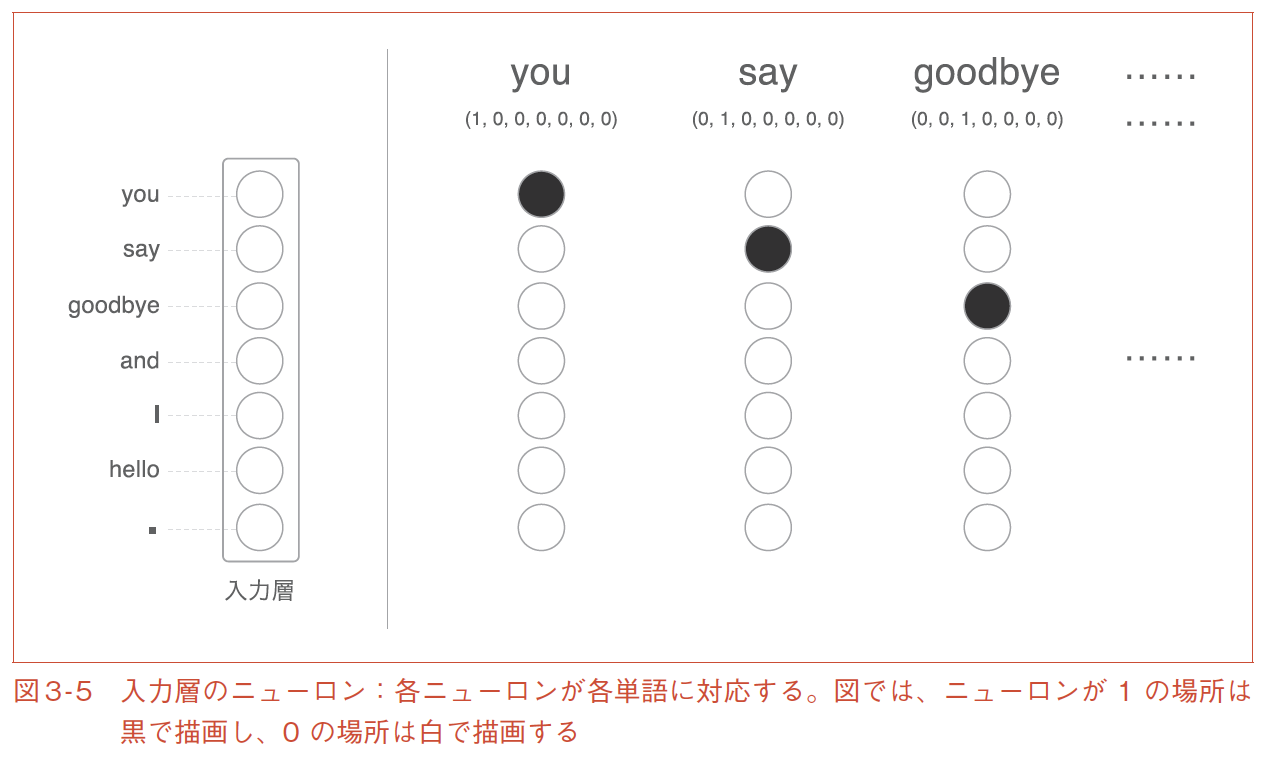 you say goodbye ……
(1, 0, 0, 0, 0, 0, 0) (0, 1, 0, 0, 0, 0, 0) (0, 0, 1, 0, 0, 0, 0) ……
you
say
goodbye
and ……
I
hello
.
入力層
図3-5 入力層のニューロン：各ニューロンが各単語に対応する。図では、ニューロンが 1 の場所は
黒で描画し、0 の場所は白で描画する